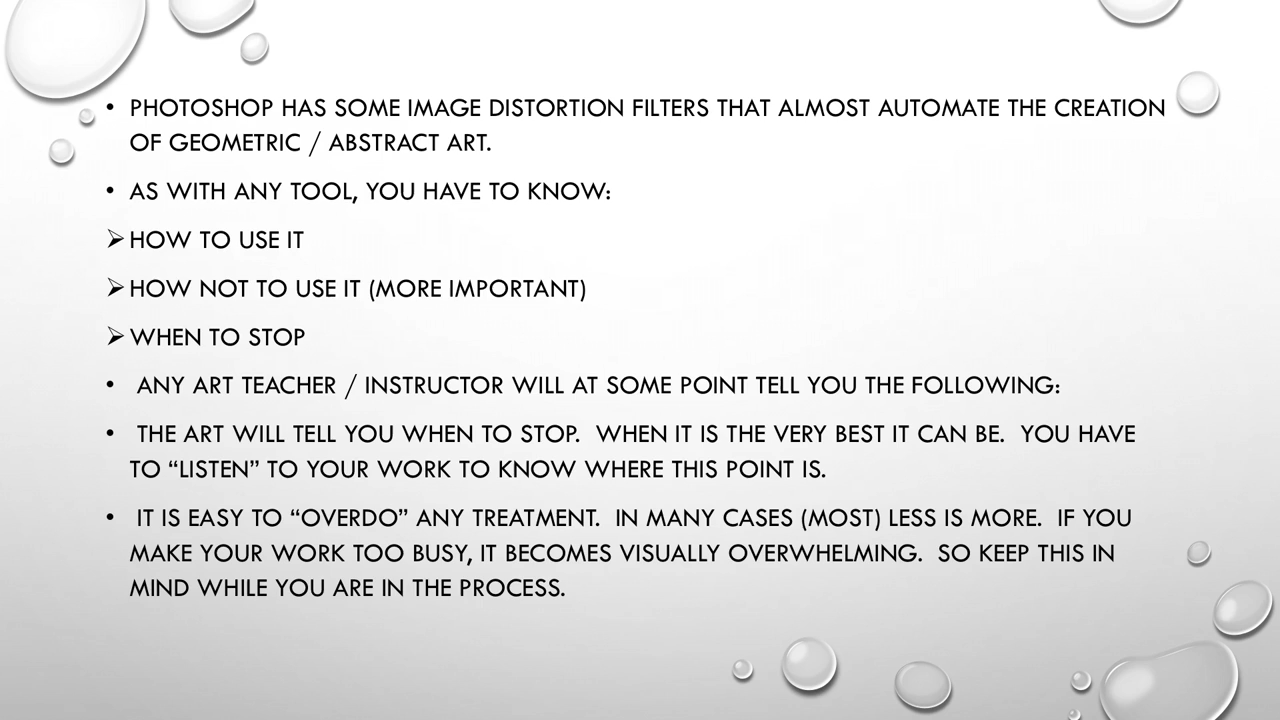 • PHOTOSHOP HAS SOME IMAGE DISTORTION FILTERS THAT ALMOST AUTOMATE THE CREATION
OF GEOMETRIC / ABSTRACT ART.
• AS WITH ANY TOOL, YOU HAVE TO KNOW:
➢ HOW TO USE IT
➢ HOW NOT TO USE IT (MORE IMPORTANT)
➢ WHEN TO STOP
• ANY ART TEACHER / INSTRUCTOR WILL AT SOME POINT TELL YOU THE FOLLOWING:
• THE ART WILL TELL YOU WHEN TO STOP.  WHEN IT IS THE VERY BEST IT CAN BE.  YOU HAVE
TO “LISTEN” TO YOUR WORK TO KNOW WHERE THIS POINT IS.
• IT IS EASY TO “OVERDO” ANY TREATMENT.  IN MANY CASES (MOST) LESS IS MORE.  IF YOU
MAKE YOUR WORK TOO BUSY, IT BECOMES VISUALLY OVERWHELMING.  SO KEEP THIS IN
MIND WHILE YOU ARE IN THE PROCESS.